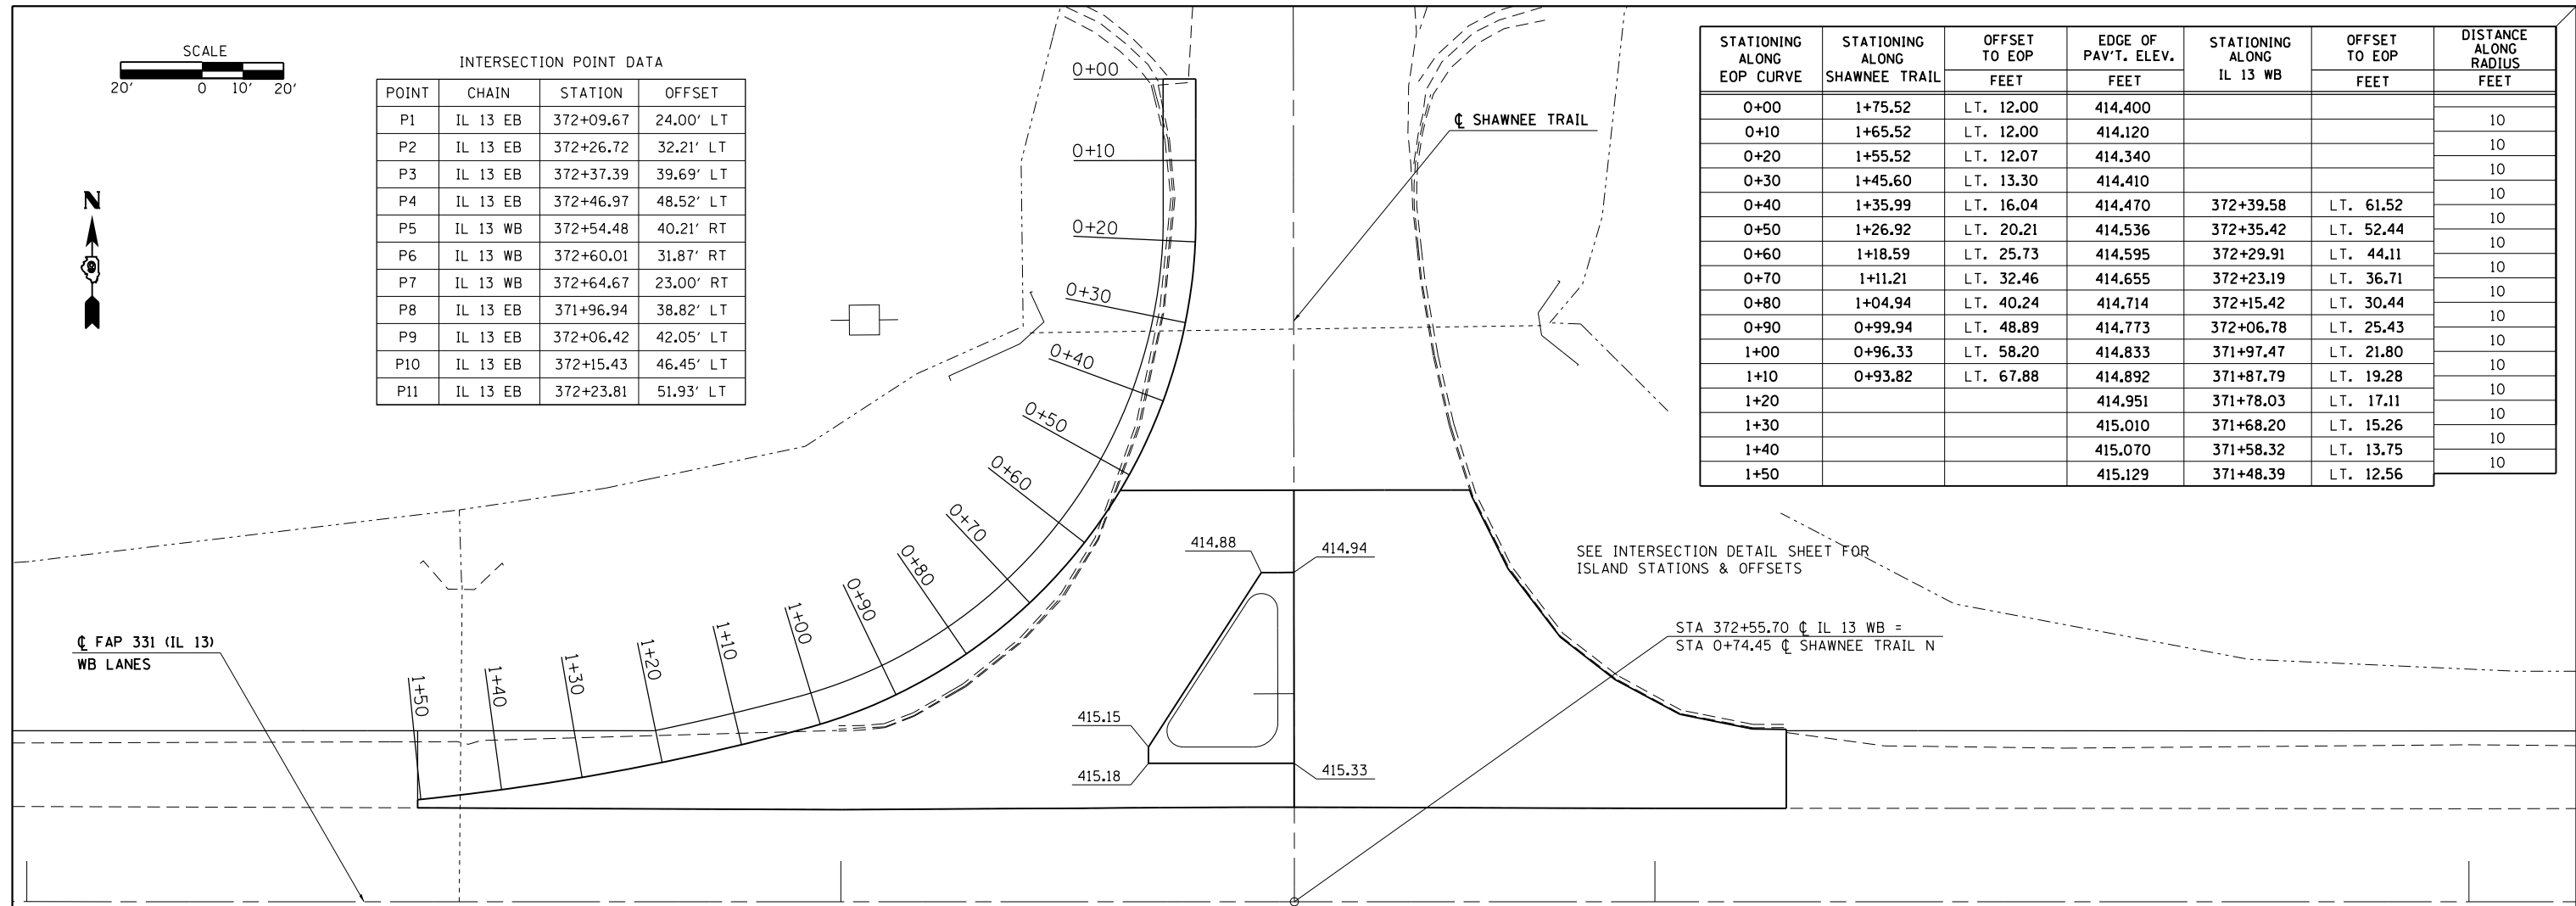 SCALE
20' 0 10' 20'
N
INTERSECTION POINT DATA
POINT CHAIN STATION OFFSET
P1 IL 13 EB 372+09.67 24.00' LT
P2 IL 13 EB 372+26.72 32.21' LT
P3 IL 13 EB 372+37.39 39.69' LT
P4 IL 13 EB 372+46.97 48.52' LT
P5 IL 13 WB 372+54.48 40.21' RT
P6 IL 13 WB 372+60.01 31.87' RT
P7 IL 13 WB 372+64.67 23.00' RT
P8 IL 13 EB 371+96.94 38.82' LT
P9 IL 13 EB 372+06.42 42.05' LT
P10 IL 13 EB 372+15.43 46.45' LT
P11 IL 13 EB 372+23.81 51.93' LT
0+00
0+10
0+20
0+30
0+40
0+50
0+60
0+70
0+80
0+90
1+00
1+10
1+20
1+30
1+40
1+50
℄ SHAWNEE TRAIL
STATIONING ALONG EOP CURVE STATIONING ALONG SHAWNEE TRAIL OFFSET TO EOP EDGE OF PAV'T. ELEV. STATIONING ALONG IL 13 WB OFFSET TO EOP DISTANCE ALONG RADIUS
FEET FEET FEET FEET
0+00 1+75.52 LT. 12.00 414.400
10
0+10 1+65.52 LT. 12.00 414.120
10
0+20 1+55.52 LT. 12.07 414.340
10
0+30 1+45.60 LT. 13.30 414.410
10
0+40 1+35.99 LT. 16.04 414.470 372+39.58 LT. 61.52
10
0+50 1+26.92 LT. 20.21 414.536 372+35.42 LT. 52.44
10
0+60 1+18.59 LT. 25.73 414.595 372+29.91 LT. 44.11
10
0+70 1+11.21 LT. 32.46 414.655 372+23.19 LT. 36.71
10
0+80 1+04.94 LT. 40.24 414.714 372+15.42 LT. 30.44
10
0+90 0+99.94 LT. 48.89 414.773 372+06.78 LT. 25.43
10
1+00 0+96.33 LT. 58.20 414.833 371+97.47 LT. 21.80
10
1+10 0+93.82 LT. 67.88 414.892 371+87.79 LT. 19.28
10
1+20 414.951 371+78.03 LT. 17.11
10
1+30 415.010 371+68.20 LT. 15.26
10
1+40 415.070 371+58.32 LT. 13.75
10
1+50 415.129 371+48.39 LT. 12.56
414.88
414.94
415.15
415.18
415.33
SEE INTERSECTION DETAIL SHEET FOR
ISLAND STATIONS & OFFSETS
STA 372+55.70 ℄ IL 13 WB =
STA 0+74.45 ℄ SHAWNEE TRAIL N
℄ FAP 331 (IL 13)
WB LANES